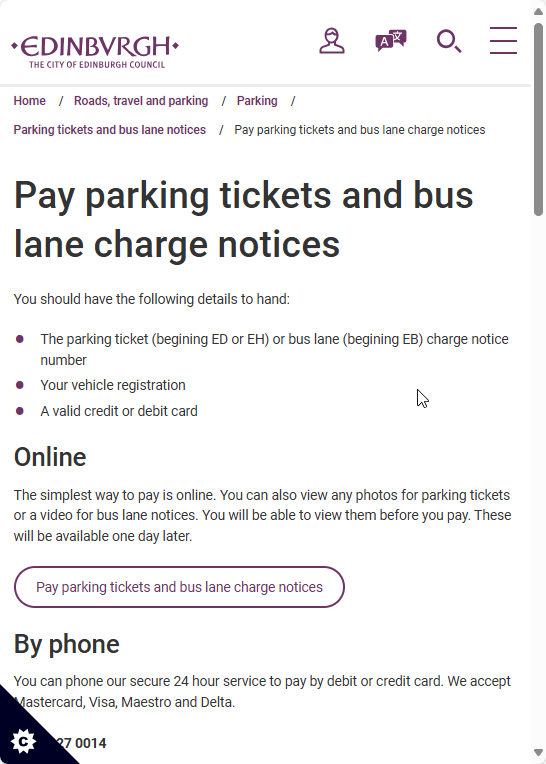 EDINBVRGH
THE CITY OF EDINBURGH COUNCIL
A 文
Home / Roads, travel and parking / Parking /
Parking tickets and bus lane notices / Pay parking tickets and bus lane charge notices
Pay parking tickets and bus
lane charge notices
You should have the following details to hand:
The parking ticket (begining ED or EH) or bus lane (begining EB) charge notice
number
Your vehicle registration
A valid credit or debit card
Online
The simplest way to pay is online. You can also view any photos for parking tickets
or a video for bus lane notices. You will be able to view them before you pay. These
will be available one day later.
Pay parking tickets and bus lane charge notices
By phone
You can phone our secure 24 hour service to pay by debit or credit card. We accept
Mastercard, Visa, Maestro and Delta.
27 0014
C